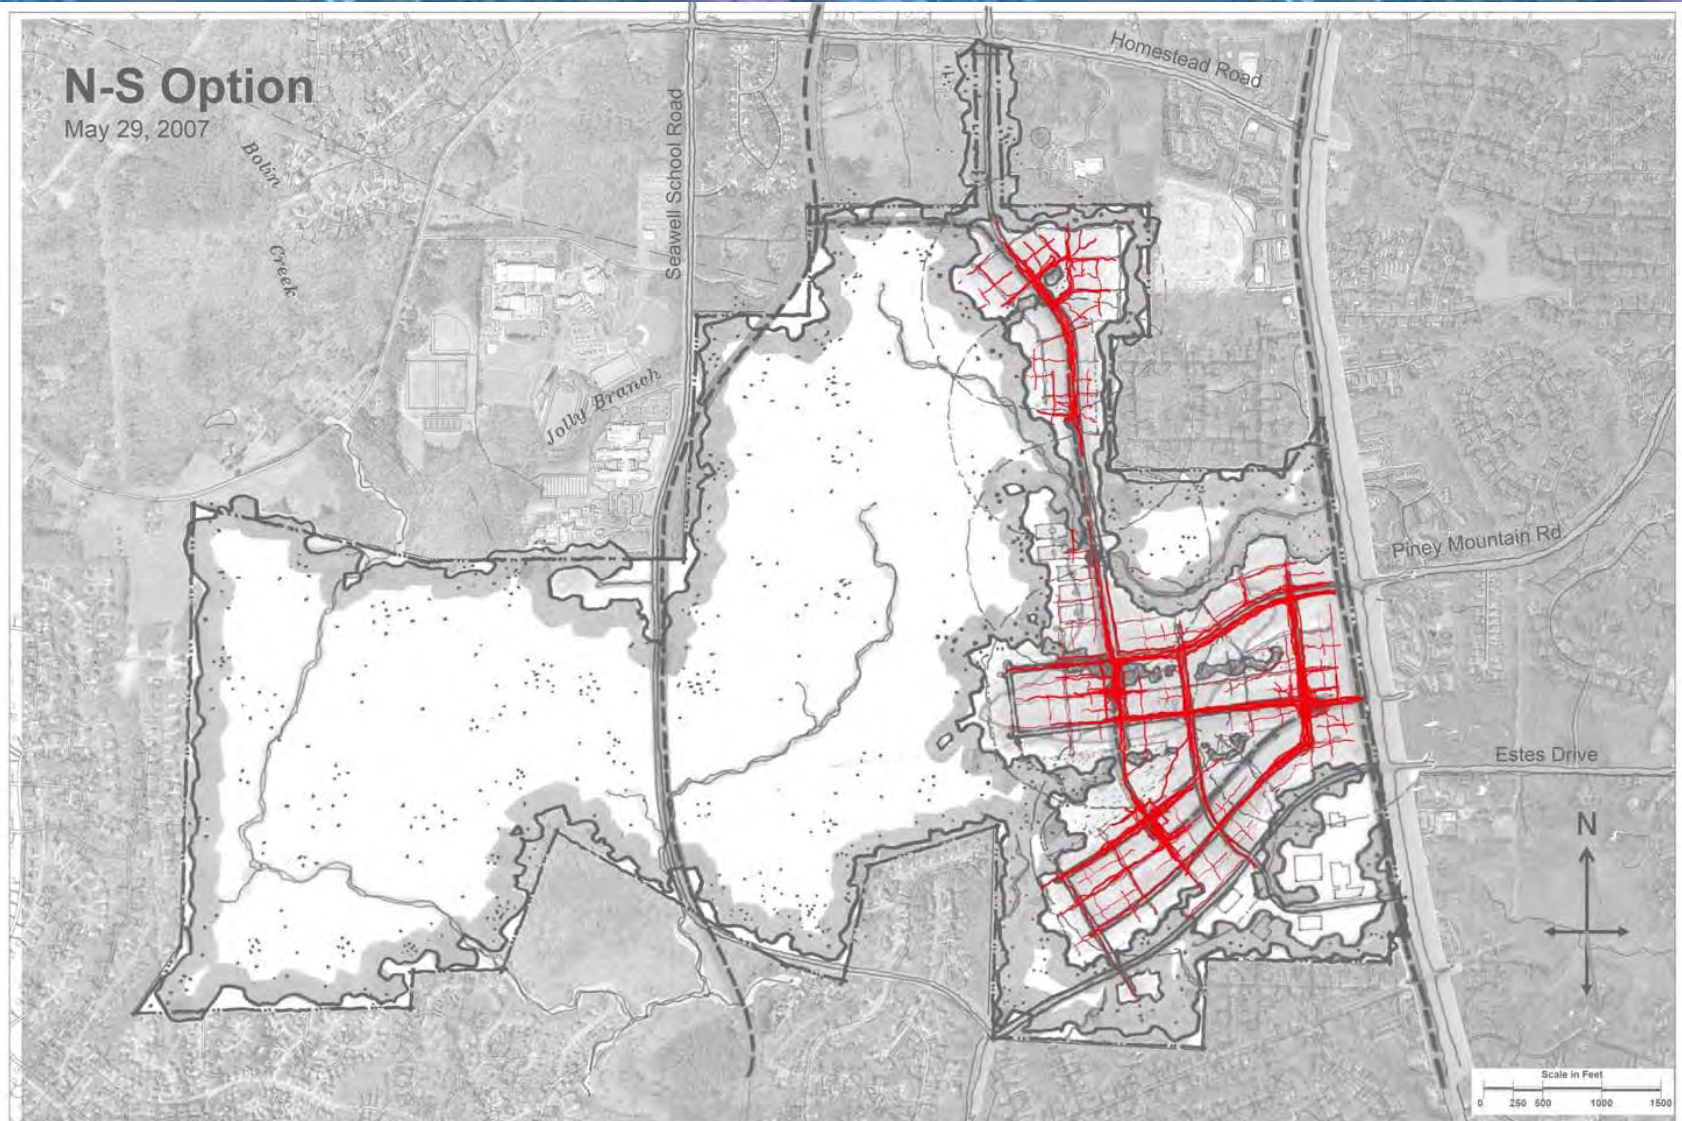 N-S Option
May 29, 2007
Homestead Road
Seawell School Road
Bolin
Creek
Jolly Branch
Piney Mountain Rd.
Estes Drive
N
Scale in Feet
0 250 500 1000 1500